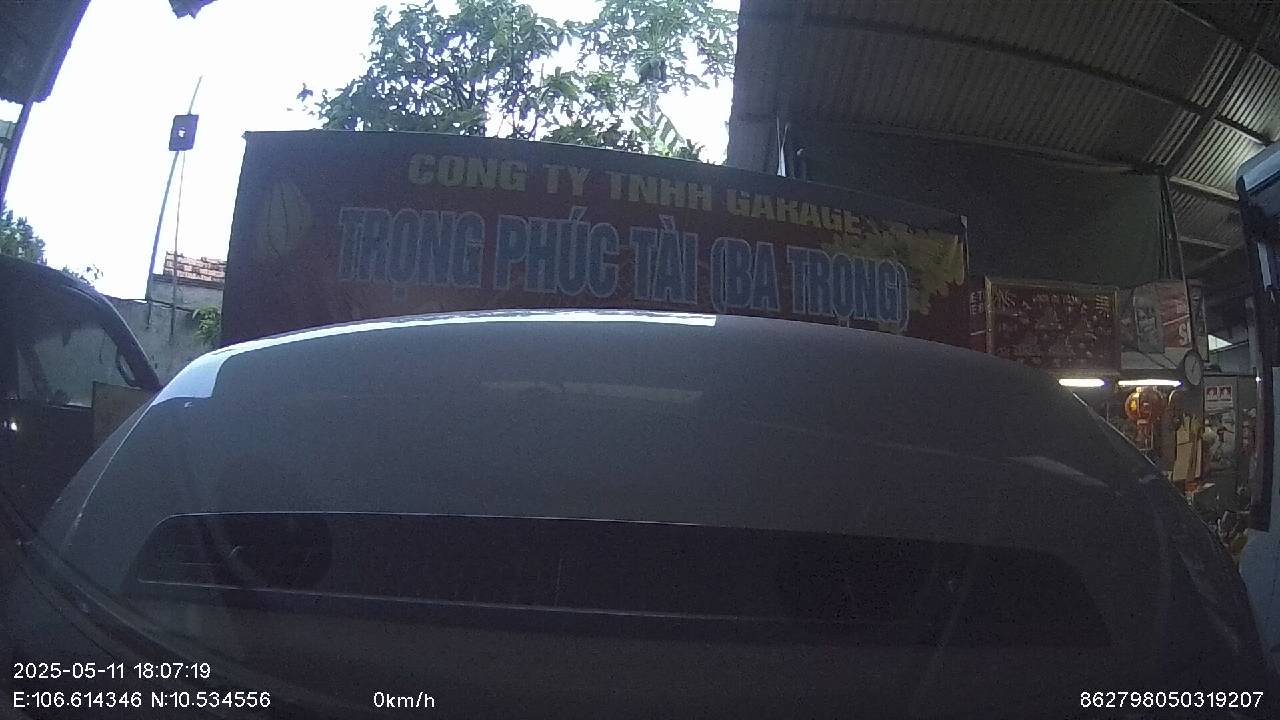 CÔNG TY TNHH GARAGE
TRỌNG PHÚC TÀI (BA TRỌNG)
2025-05-11 18:07:19
E:106.614346 N:10.534556
0km/h
862798050319207